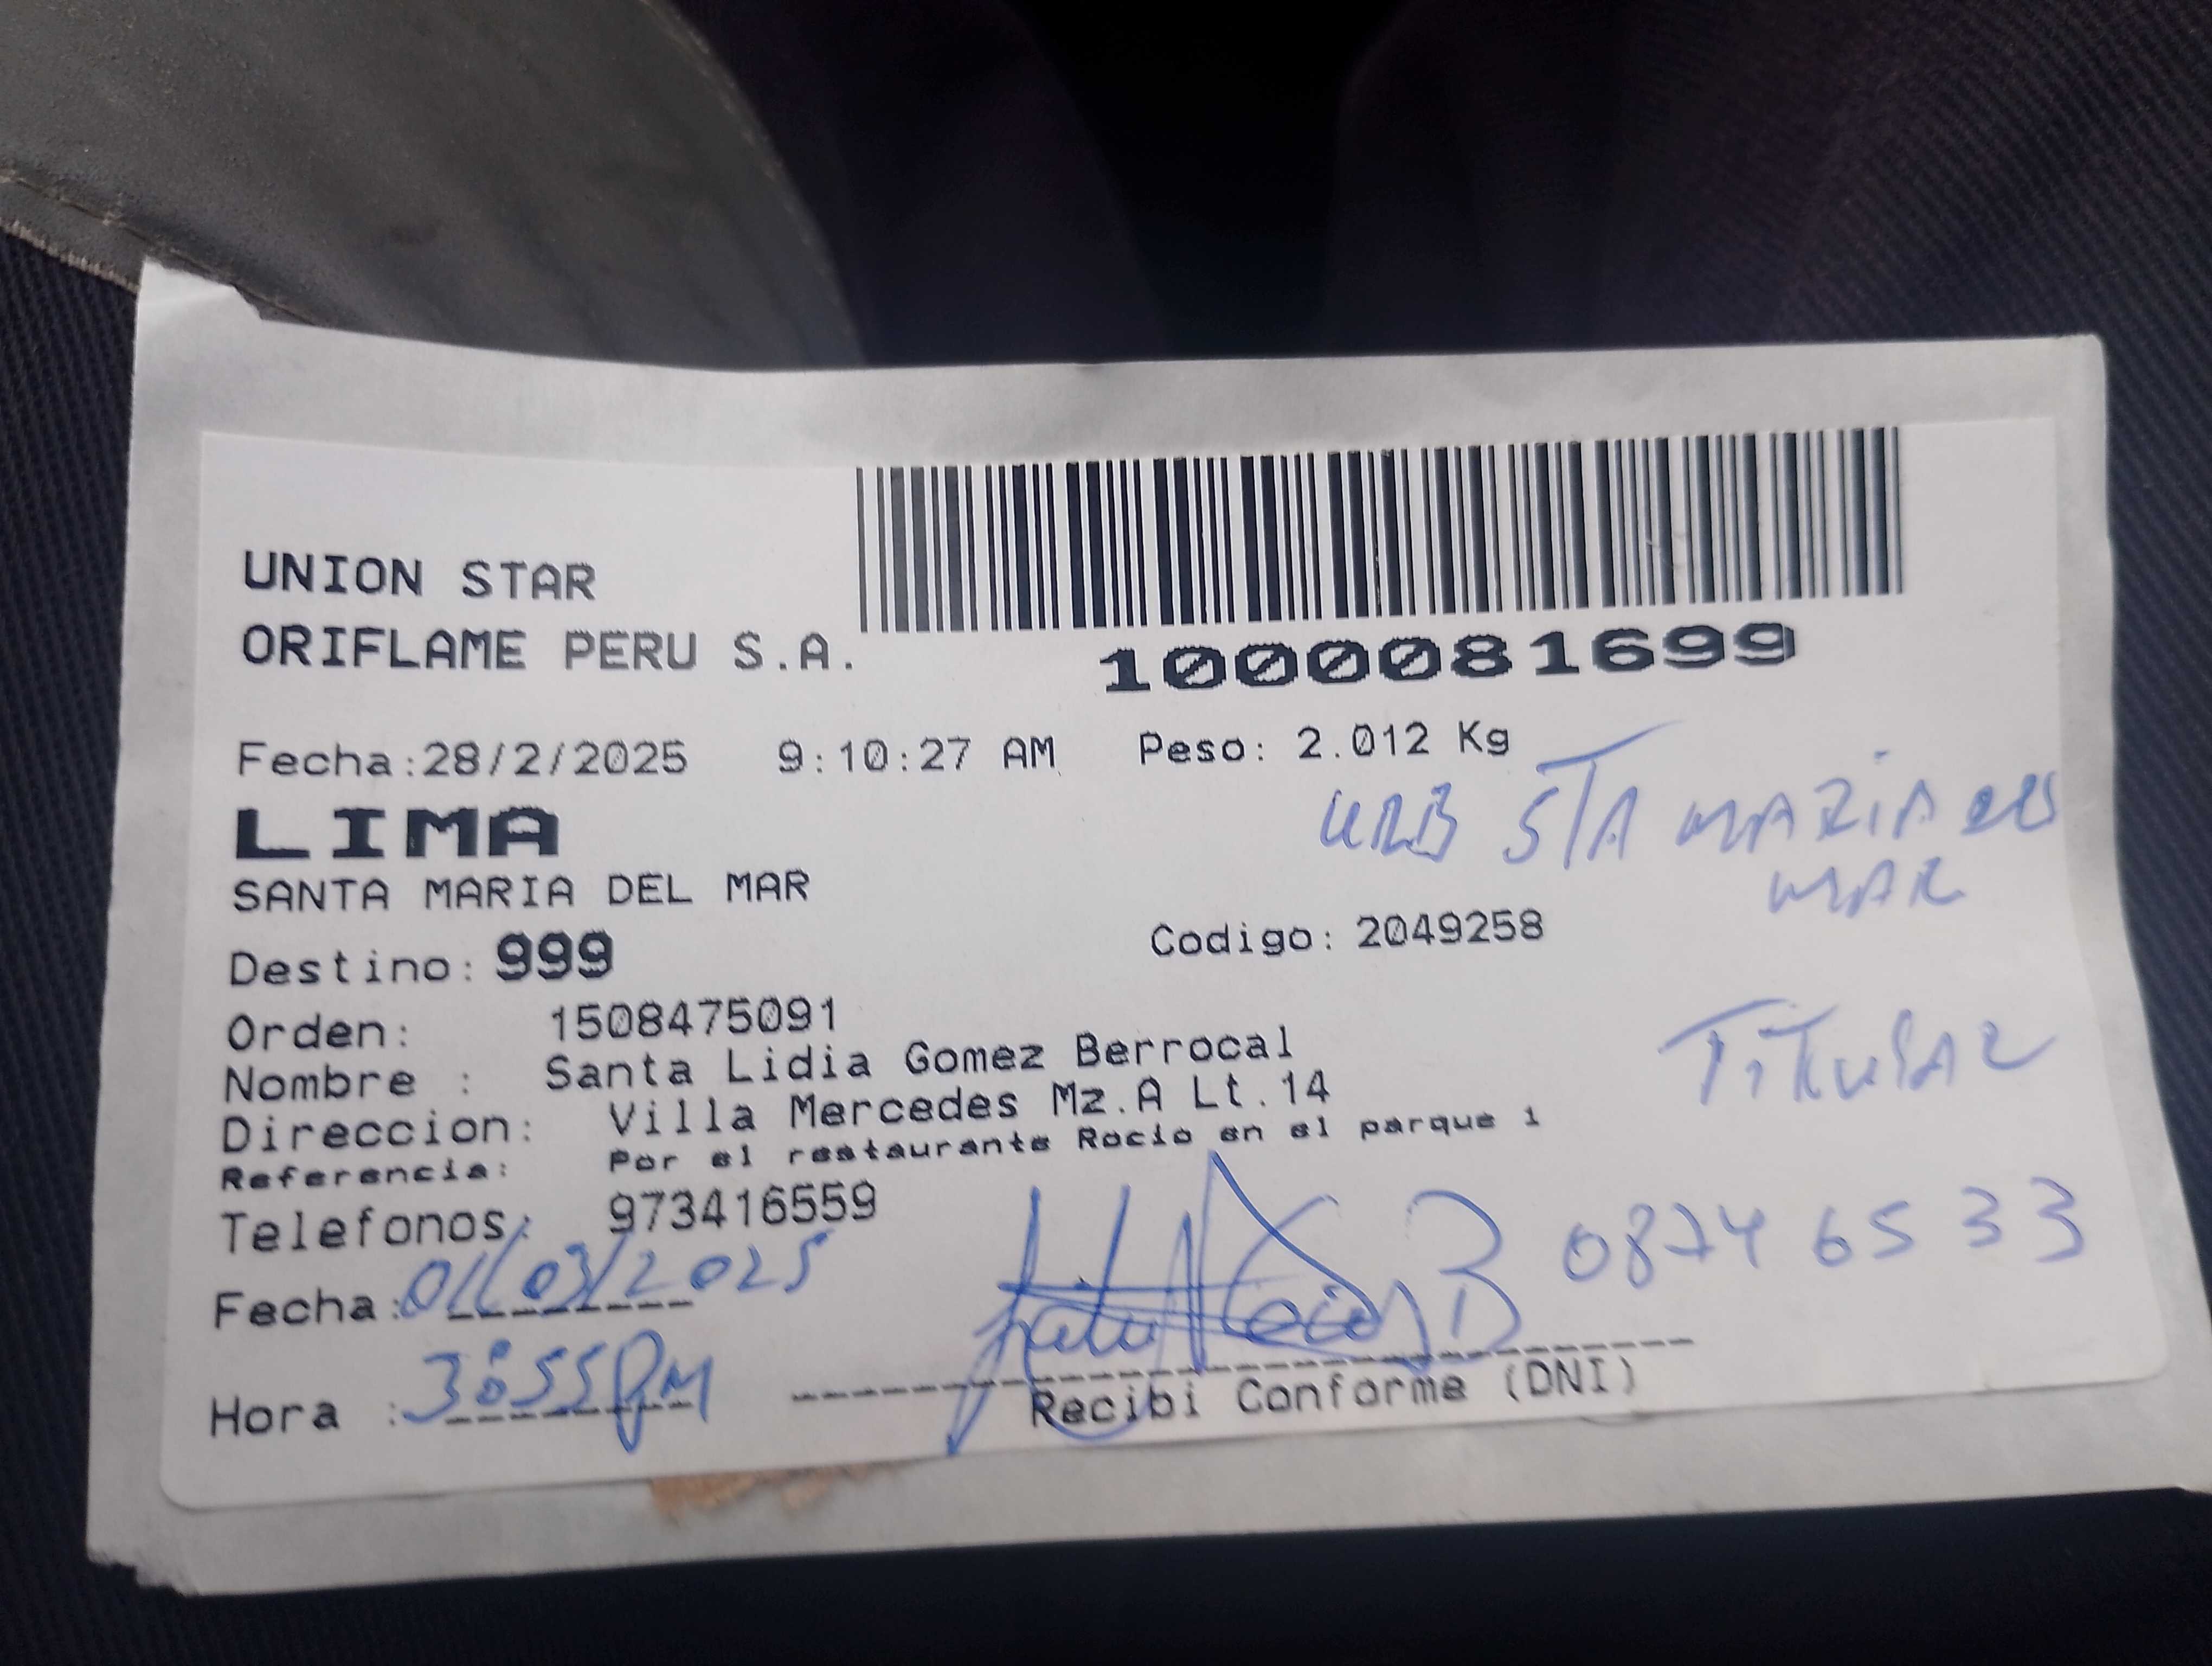 UNION STAR
ORIFLAME PERU S.A.
1000081699
Fecha:28/2/2025 9:10:27 AM Peso: 2.012 Kg
LIMA
URB STA MARIA DEL
MAR
SANTA MARIA DEL MAR
Destino: 999 Codigo: 2049258
Orden: 1508475091
Nombre : Santa Lidia Gomez Berrocal
TiTulAR
Direccion: Villa Mercedes Mz.A Lt.14
Referencia: Por el restaurante Rocio en el parque 1
Telefonos: 973416559
08746533
Fecha: 01/03/2025
Hora : 3:55 PM
Recibi Conforme (DNI)